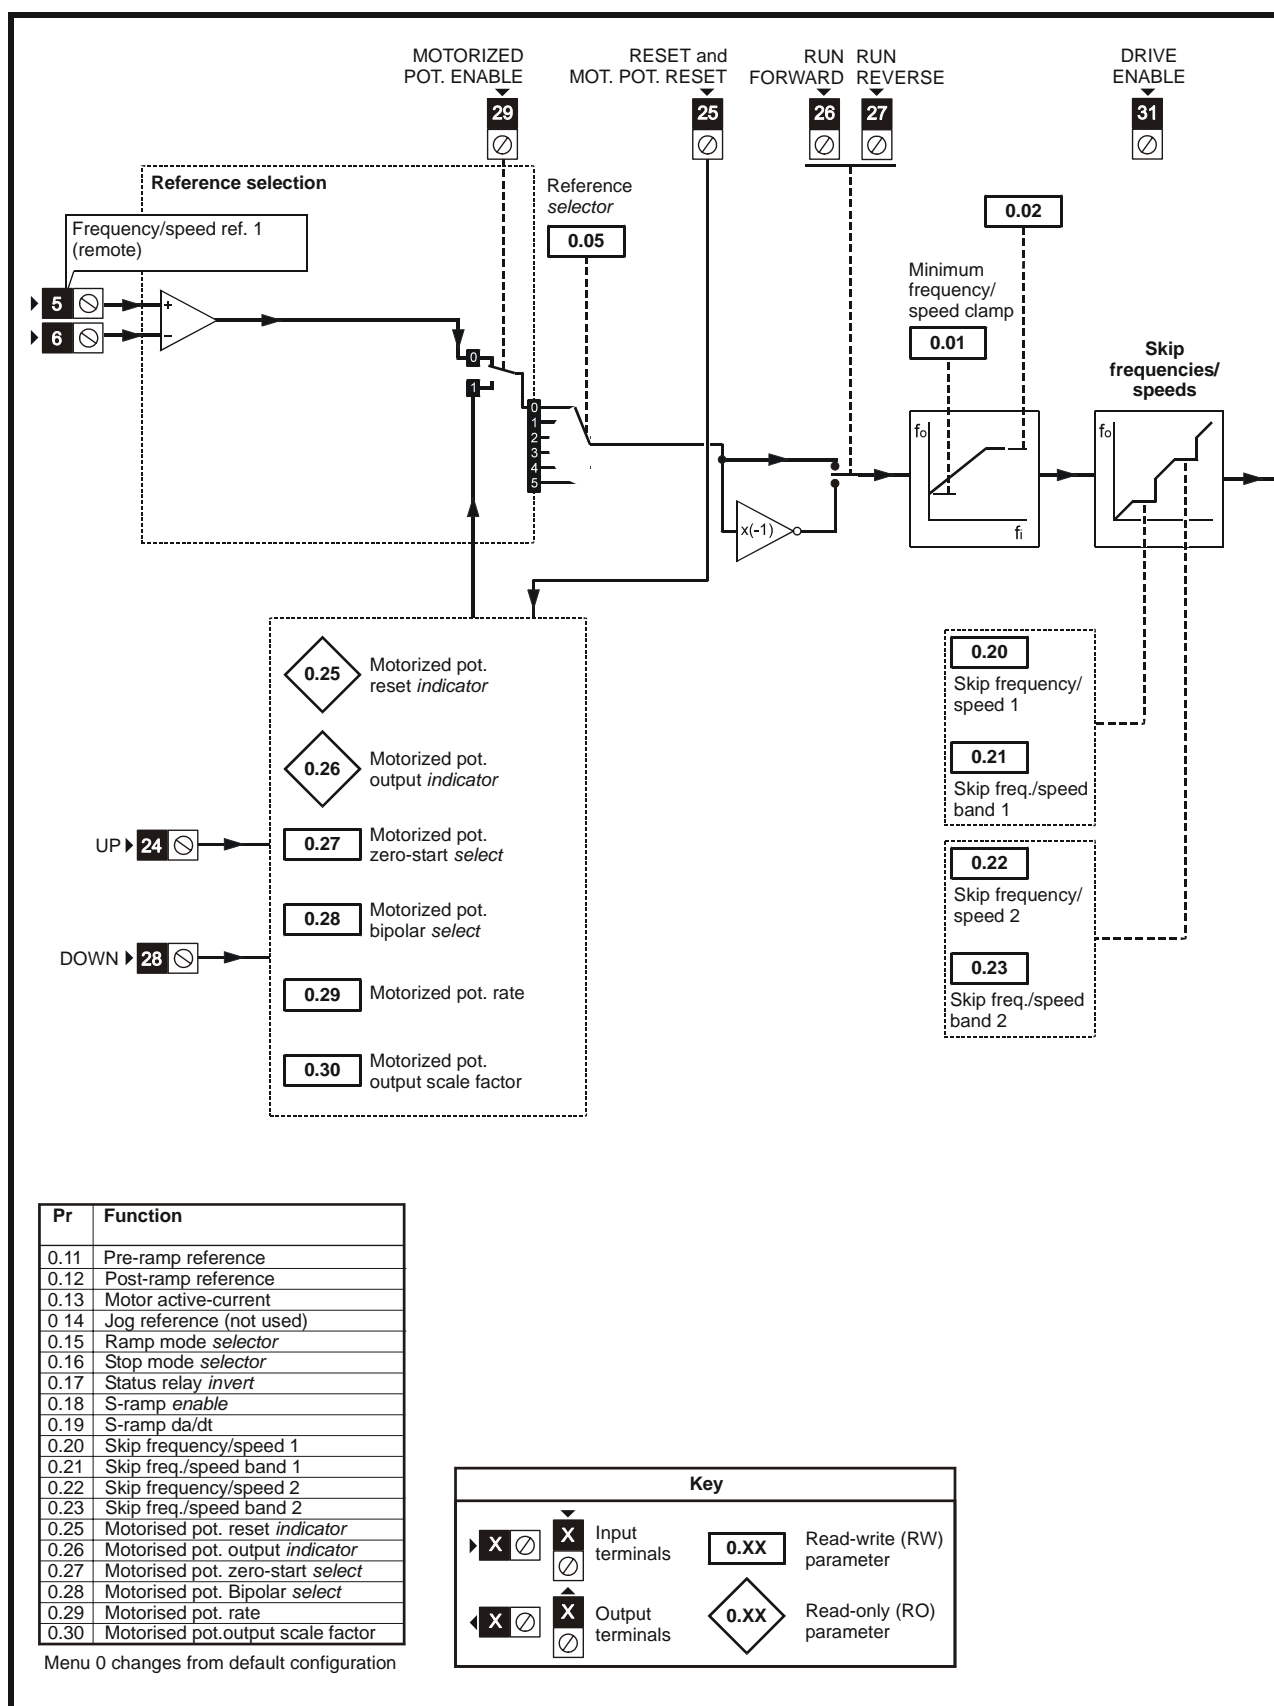 MOTORIZED
POT. ENABLE
29
RESET and
MOT. POT. RESET
25
RUN
FORWARD
26
RUN
REVERSE
27
DRIVE
ENABLE
31
Reference selection
Frequency/speed ref. 1
(remote)
5
6
+
−
0
1
Reference
selector
0.05
0
1
2
3
4
5
x(-1)
0.02
Minimum
frequency/
speed clamp
0.01
fo
fi
Skip
frequencies/
speeds
fo
0.25
Motorized pot.
reset indicator
0.26
Motorized pot.
output indicator
UP
24
0.27
Motorized pot.
zero-start select
0.28
Motorized pot.
bipolar select
DOWN
28
0.29
Motorized pot. rate
0.30
Motorized pot.
output scale factor
0.20
Skip frequency/
speed 1
0.21
Skip freq./speed
band 1
0.22
Skip frequency/
speed 2
0.23
Skip freq./speed
band 2
Pr Function
0.11 Pre-ramp reference
0.12 Post-ramp reference
0.13 Motor active-current
0 14 Jog reference (not used)
0.15 Ramp mode selector
0.16 Stop mode selector
0.17 Status relay invert
0.18 S-ramp enable
0.19 S-ramp da/dt
0.20 Skip frequency/speed 1
0.21 Skip freq./speed band 1
0.22 Skip frequency/speed 2
0.23 Skip freq./speed band 2
0.25 Motorised pot. reset indicator
0.26 Motorised pot. output indicator
0.27 Motorised pot. zero-start select
0.28 Motorised pot. Bipolar select
0.29 Motorised pot. rate
0.30 Motorised pot.output scale factor
Menu 0 changes from default configuration
Key
X
X
Input
terminals
0.XX
Read-write (RW)
parameter
X
X
Output
terminals
0.XX
Read-only (RO)
parameter